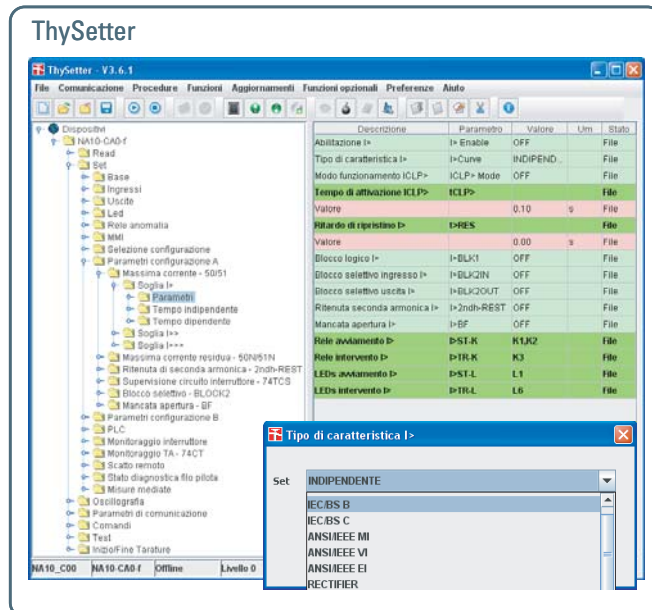 ThySetter
ThySetter - V3.6.1
File Comunicazione Procedure Funzioni Aggiornamenti Funzioni opzionali Preferenze Aiuto
Dispositivi
NA10-CA0-f
Read
Set
Base
Ingressi
Uscite
Led
Rele anomalia
MMI
Selezione configurazione
Parametri configurazione A
Massima corrente - 50/51
Soglia I>
Parametri
Tempo indipendente
Tempo dipendente
Soglia I>>
Soglia I>>>
Massima corrente residua - 50N/51N
Ritenuta di seconda armonica - 2ndh-REST
Supervisione circuito interruttore - 74TCS
Blocco selettivo - BLOCK2
Mancata apertura - BF
Parametri configurazione B
PLC
Monitoraggio interruttore
Monitoraggio TA - 74CT
Scatto remoto
Stato diagnostica filo pilota
Misure mediate
Oscillografia
Parametri di comunicazione
Comandi
Test
Inizio/Fine Tarature
Descrizione Parametro Valore Um Stato
Abilitazione I> I> Enable OFF File
Tipo di caratteristica I> I>Curve INDIPEND... File
Modo funzionamento ICLP> ICLP> Mode OFF File
Tempo di attivazione ICLP> tCLP> File
Valore 0.10 s File
Ritardo di ripristino I> t>RES File
Valore 0.00 s File
Blocco logico I> I>BLK1 OFF File
Blocco selettivo ingresso I> I>BLK2IN OFF File
Blocco selettivo uscita I> I>BLK2OUT OFF File
Ritenuta seconda armonica I> I>2ndh-REST OFF File
Mancata apertura I> I>BF OFF File
Rele avviamento I> I>ST-K K1,K2 File
Rele intervento I> I>TR-K K3 File
LEDs avviamento I> I>ST-L L1 File
LEDs intervento I> I>TR-L L6 File
NA10_C00 NA10-CA0-f Offline Livello 0
Tipo di caratteristica I>
Set INDIPENDENTE
IEC/BS B
IEC/BS C
ANSI/IEEE MI
ANSI/IEEE VI
ANSI/IEEE EI
RECTIFIER